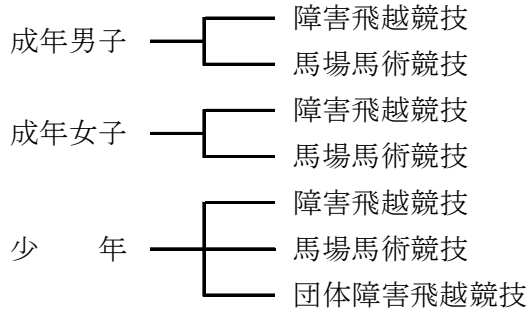 成年男子
障害飛越競技
馬場馬術競技
成年女子
障害飛越競技
馬場馬術競技
少　　年
障害飛越競技
馬場馬術競技
団体障害飛越競技